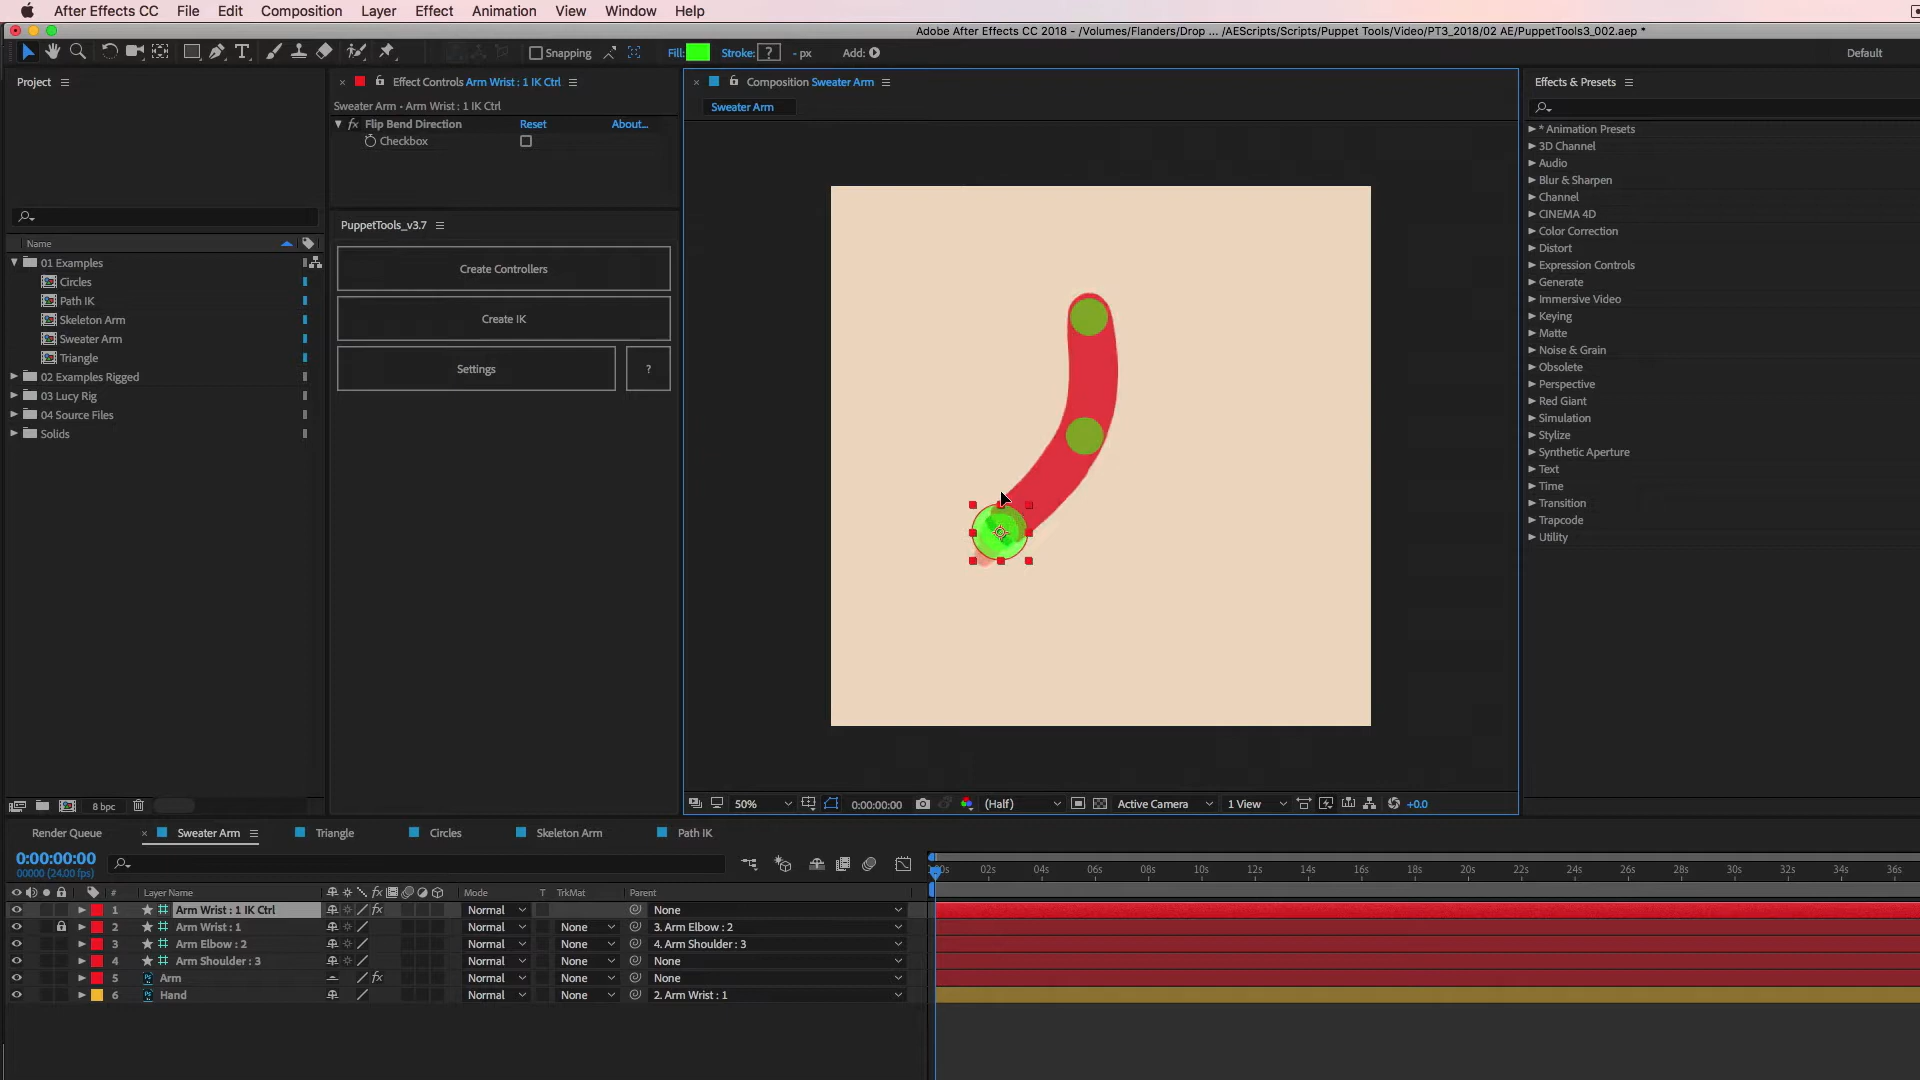 After Effects CC File Edit Composition Layer Effect Animation View Window Help
Adobe After Effects CC 2018 - /Volumes/Flanders/Drop ... /AEScripts/Scripts/Puppet Tools/Video/PT3_2018/02 AE/PuppetTools3_002.aep *
Snapping Fill: Stroke: ? - px Add: Default
Project
Effect Controls Arm Wrist : 1 IK Ctrl
Sweater Arm • Arm Wrist : 1 IK Ctrl
fx Flip Bend Direction Reset About...
Checkbox
PuppetTools_v3.7
Create Controllers
Create IK
Settings ?
Name
01 Examples
Circles
Path IK
Skeleton Arm
Sweater Arm
Triangle
02 Examples Rigged
03 Lucy Rig
04 Source Files
Solids
8 bpc
Composition Sweater Arm
Sweater Arm
50% 0:00:00:00 (Half) Active Camera 1 View +0.0
Effects & Presets
* Animation Presets
3D Channel
Audio
Blur & Sharpen
Channel
CINEMA 4D
Color Correction
Distort
Expression Controls
Generate
Immersive Video
Keying
Matte
Noise & Grain
Obsolete
Perspective
Red Giant
Simulation
Stylize
Synthetic Aperture
Text
Time
Transition
Trapcode
Utility
Render Queue Sweater Arm Triangle Circles Skeleton Arm Path IK
0:00:00:00
00000 (24.00 fps)
02s 04s 06s 08s 10s 12s 14s 16s 18s 20s 22s 24s 26s 28s 30s 32s 34s 36s
# Layer Name fx Mode T TrkMat Parent
1 Arm Wrist : 1 IK Ctrl fx Normal None
2 Arm Wrist : 1 Normal None 3. Arm Elbow : 2
3 Arm Elbow : 2 Normal None 4. Arm Shoulder : 3
4 Arm Shoulder : 3 Normal None None
5 Arm fx Normal None None
6 Hand Normal None 2. Arm Wrist : 1